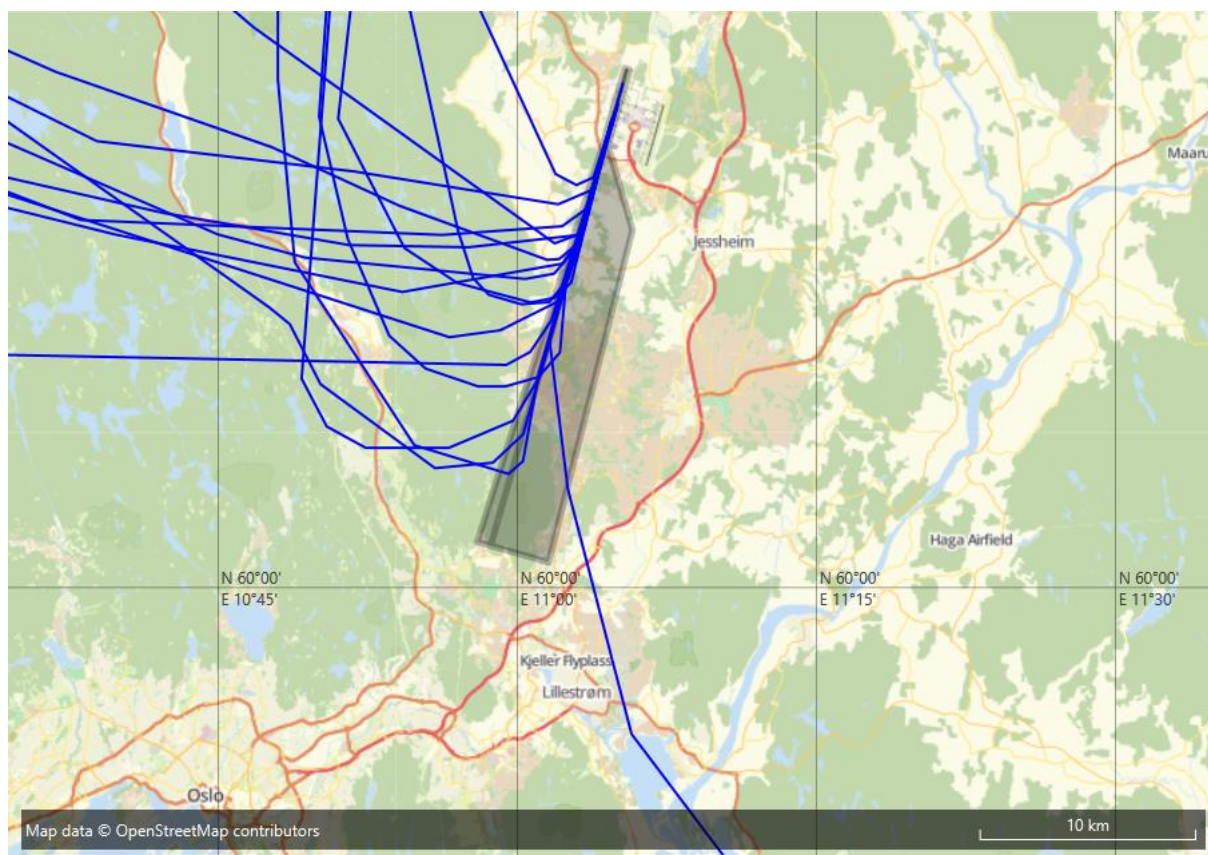 Maaru
Jessheim
Haga Airfield
N 60°00'
E 10°45'
N 60°00'
E 11°00'
N 60°00'
E 11°15'
N 60°00'
E 11°30'
Kjeller Flyplass
Lillestrøm
Oslo
Map data © OpenStreetMap contributors
10 km